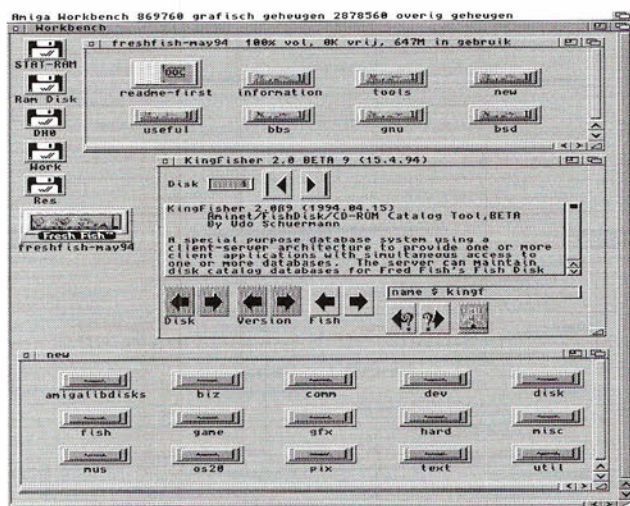 Amiga Workbench 869760 grafisch geheugen 2878560 overig geheugen
Workbench
STAT-RAM
Ram Disk
DH0
Work
Res
Fresh Fish
freshfish-may94
freshfish-may94 100% vol, 0K vrij, 647M in gebruik
DOC
readme-first information tools new
useful bbs gnu bsd
KingFisher 2.0 BETA 9 (15.4.94)
Disk
KingFisher 2.0ß9 (1994.04.15)
Aminet/FishDisk/CD-ROM Catalog Tool,BETA
By Udo Schuermann
A special purpose database system using a
client-server architecture to provide one or more
client applications with simultaneous access to
one or more databases. The server can maintain
disk catalog databases for Fred Fish's Fish Disk
name $ kingf
Disk Version Fish
new
amigalibdisks biz comm dev disk
fish game gfx hard misc
mus os20 pix text util